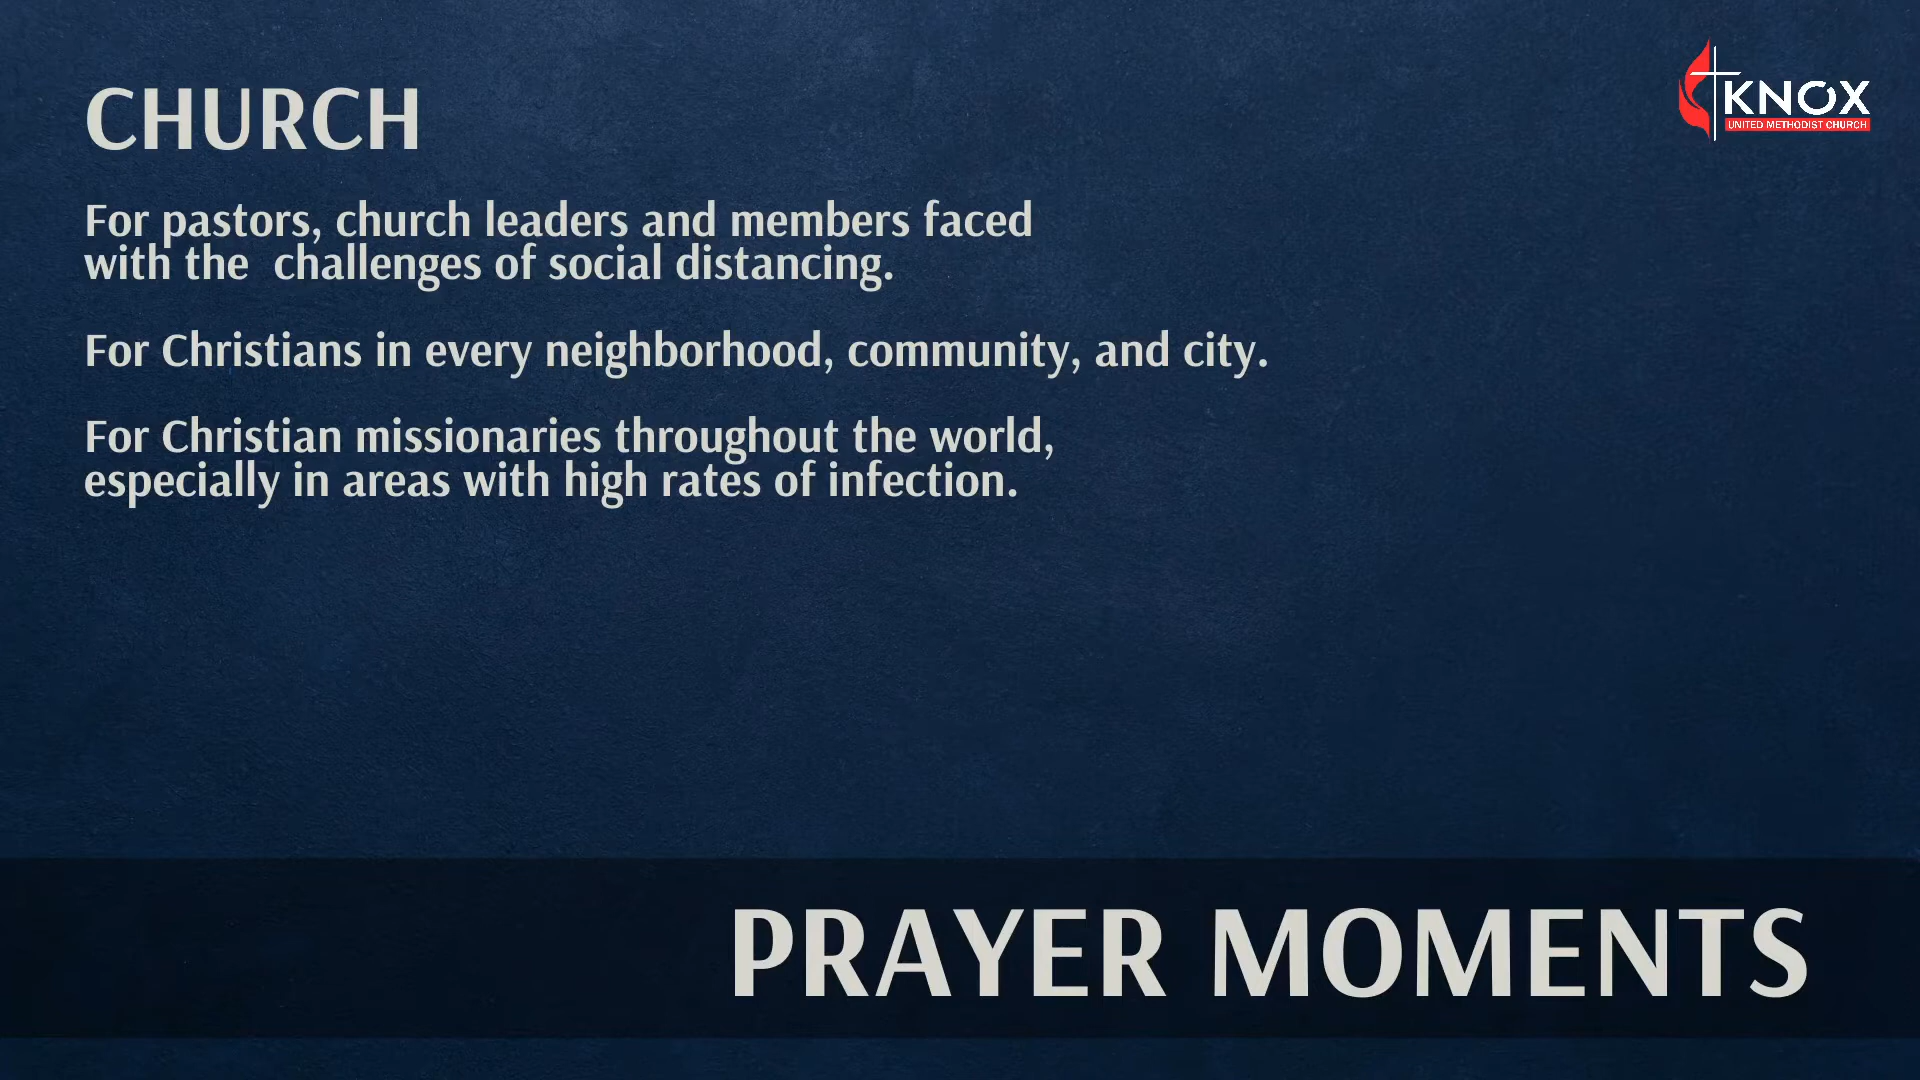 CHURCH
KNOX
UNITED METHODIST CHURCH
For pastors, church leaders and members faced
with the  challenges of social distancing.
For Christians in every neighborhood, community, and city.
For Christian missionaries throughout the world,
especially in areas with high rates of infection.
PRAYER MOMENTS